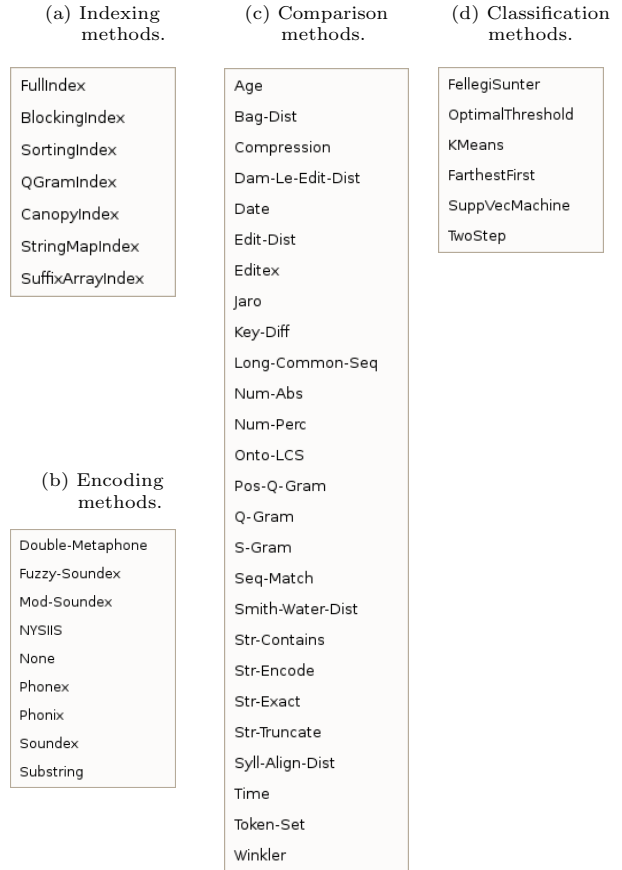 (a) Indexing
methods.
FullIndex
BlockingIndex
SortingIndex
QGramIndex
CanopyIndex
StringMapIndex
SuffixArrayIndex
(b) Encoding
methods.
Double-Metaphone
Fuzzy-Soundex
Mod-Soundex
NYSIIS
None
Phonex
Phonix
Soundex
Substring
(c) Comparison
methods.
Age
Bag-Dist
Compression
Dam-Le-Edit-Dist
Date
Edit-Dist
Editex
Jaro
Key-Diff
Long-Common-Seq
Num-Abs
Num-Perc
Onto-LCS
Pos-Q-Gram
Q-Gram
S-Gram
Seq-Match
Smith-Water-Dist
Str-Contains
Str-Encode
Str-Exact
Str-Truncate
Syll-Align-Dist
Time
Token-Set
Winkler
(d) Classification
methods.
FellegiSunter
OptimalThreshold
KMeans
FarthestFirst
SuppVecMachine
TwoStep